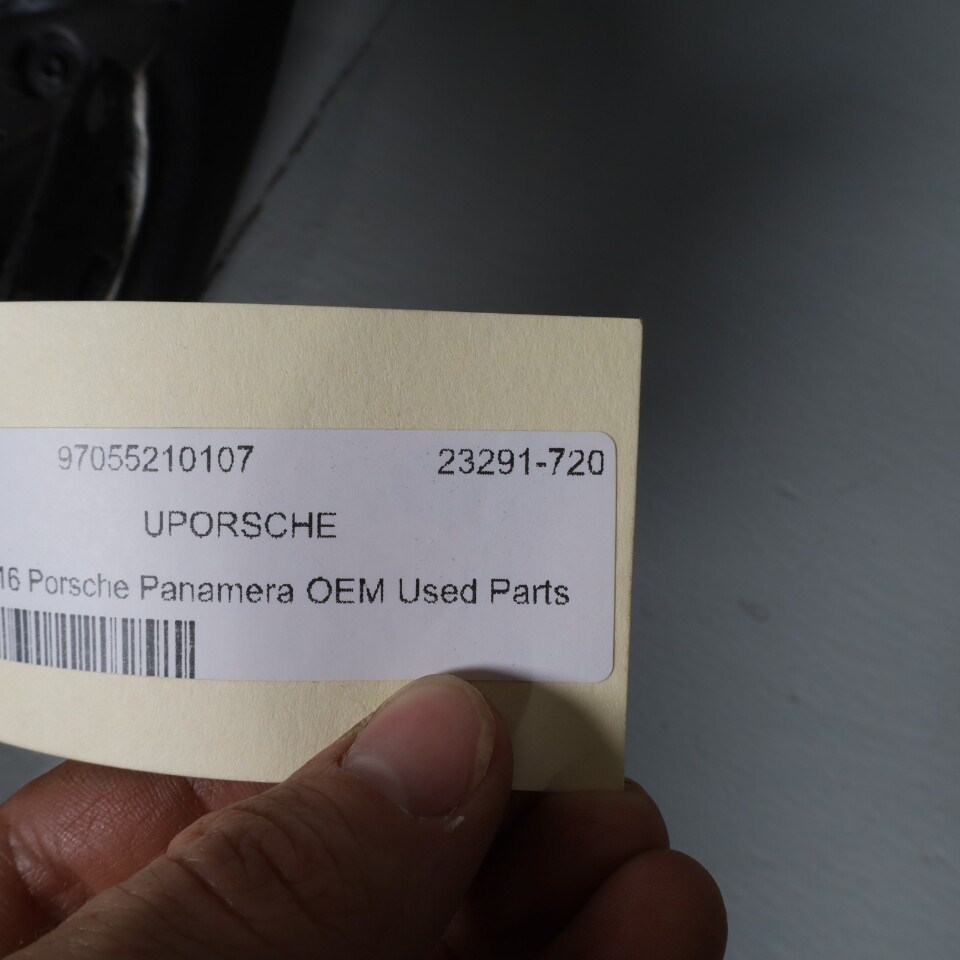 97055210107 23291-720
UPORSCHE
16 Porsche Panamera OEM Used Parts